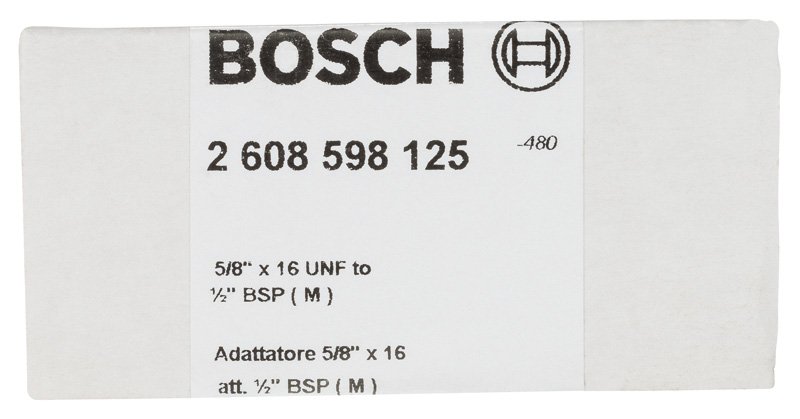 BOSCH
2 608 598 125 -480
5/8" x 16 UNF to
½" BSP ( M )
Adattatore 5/8" x 16
att. ½" BSP ( M )